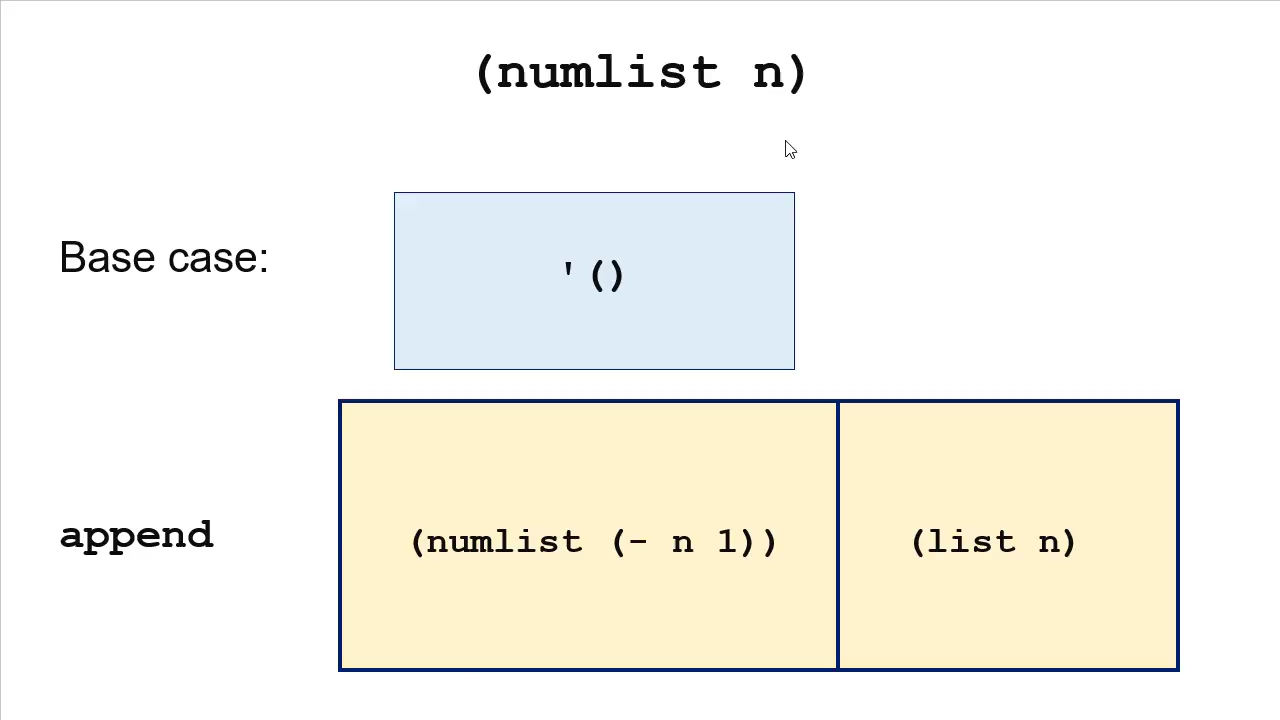 (numlist n)
Base case:
'()
append
(numlist (- n 1))
(list n)